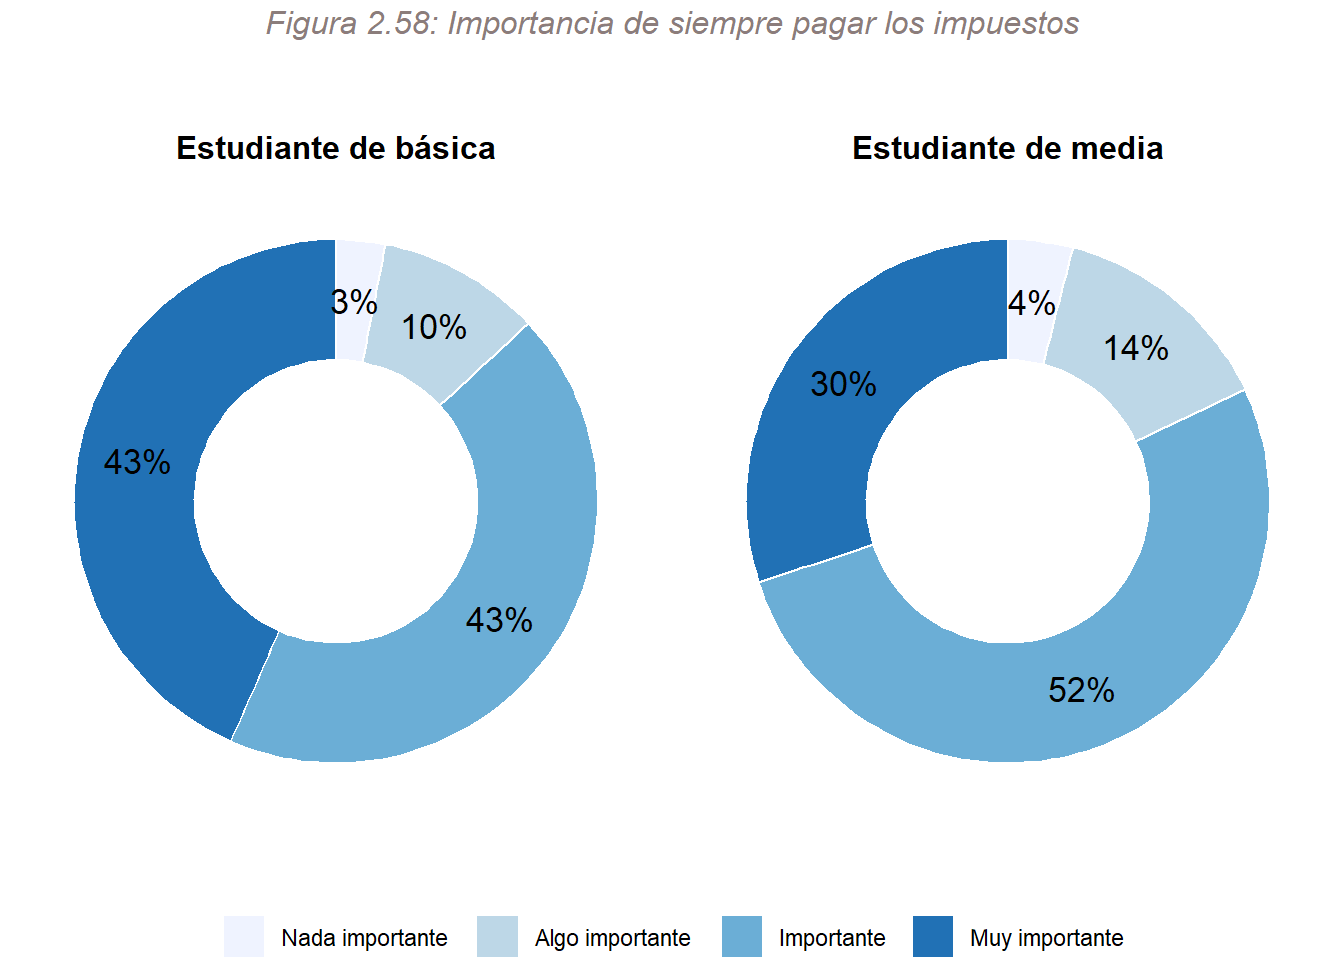 Figura 2.58: Importancia de siempre pagar los impuestos
Estudiante de básica
Estudiante de media
3%
10%
43%
43%
4%
14%
30%
52%
Nada importante
Algo importante
Importante
Muy importante